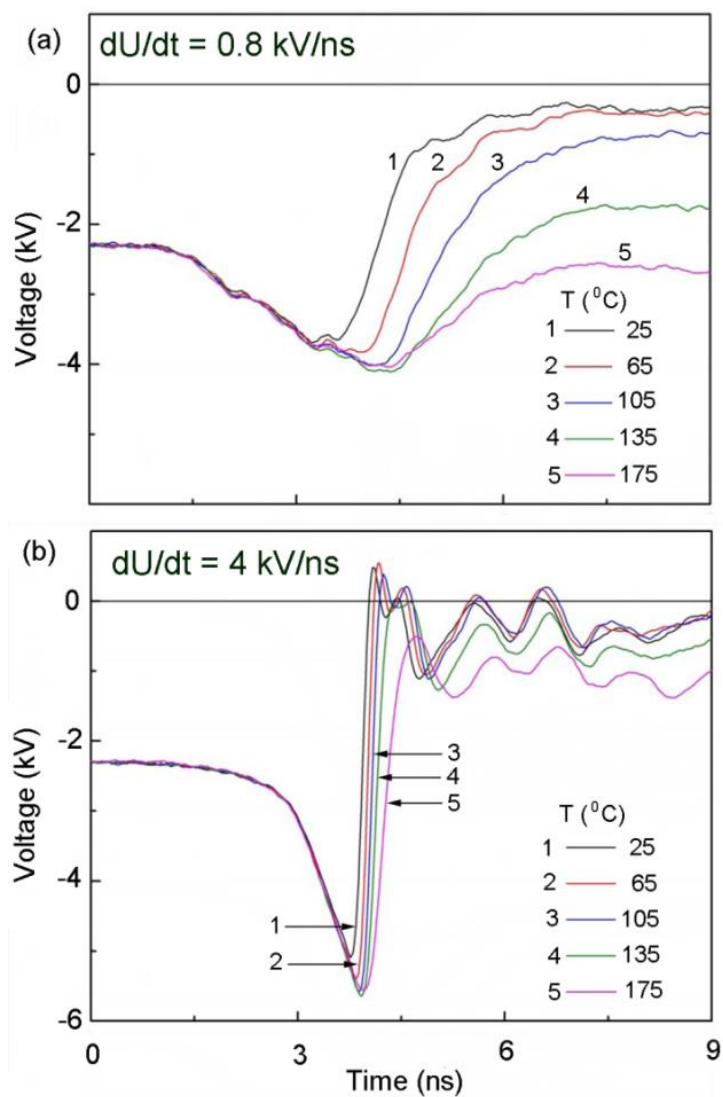 (a)
dU/dt = 0.8 kV/ns
0
-2
-4
Voltage (kV)
1
2
3
4
5
T (⁰C)
1 25
2 65
3 105
4 135
5 175
(b)
dU/dt = 4 kV/ns
0
-2
-4
-6
Voltage (kV)
3
4
5
1
2
T (⁰C)
1 25
2 65
3 105
4 135
5 175
0 3 6 9
Time (ns)